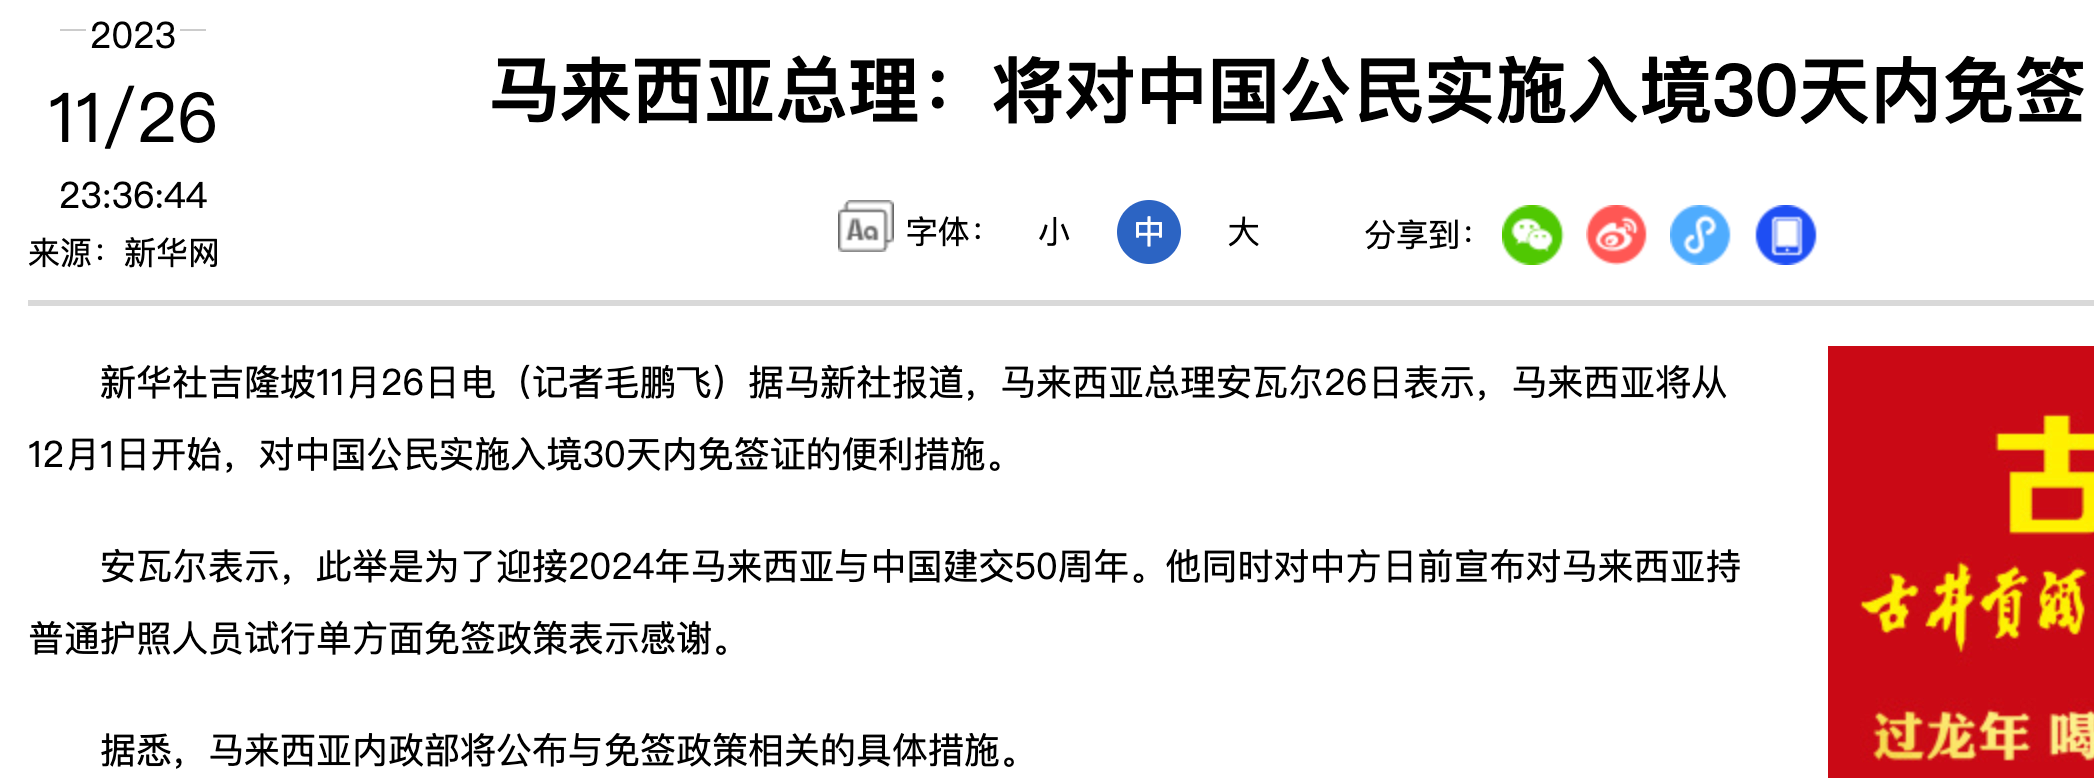 2023
11/26
23:36:44
来源：新华网
马来西亚总理：将对中国公民实施入境30天内免签
Aa 字体： 小 中 大 分享到：
新华社吉隆坡11月26日电（记者毛鹏飞）据马新社报道，马来西亚总理安瓦尔26日表示，马来西亚将从
12月1日开始，对中国公民实施入境30天内免签证的便利措施。
安瓦尔表示，此举是为了迎接2024年马来西亚与中国建交50周年。他同时对中方日前宣布对马来西亚持
普通护照人员试行单方面免签政策表示感谢。
据悉，马来西亚内政部将公布与免签政策相关的具体措施。
古
古井贡酒
过龙年 喝